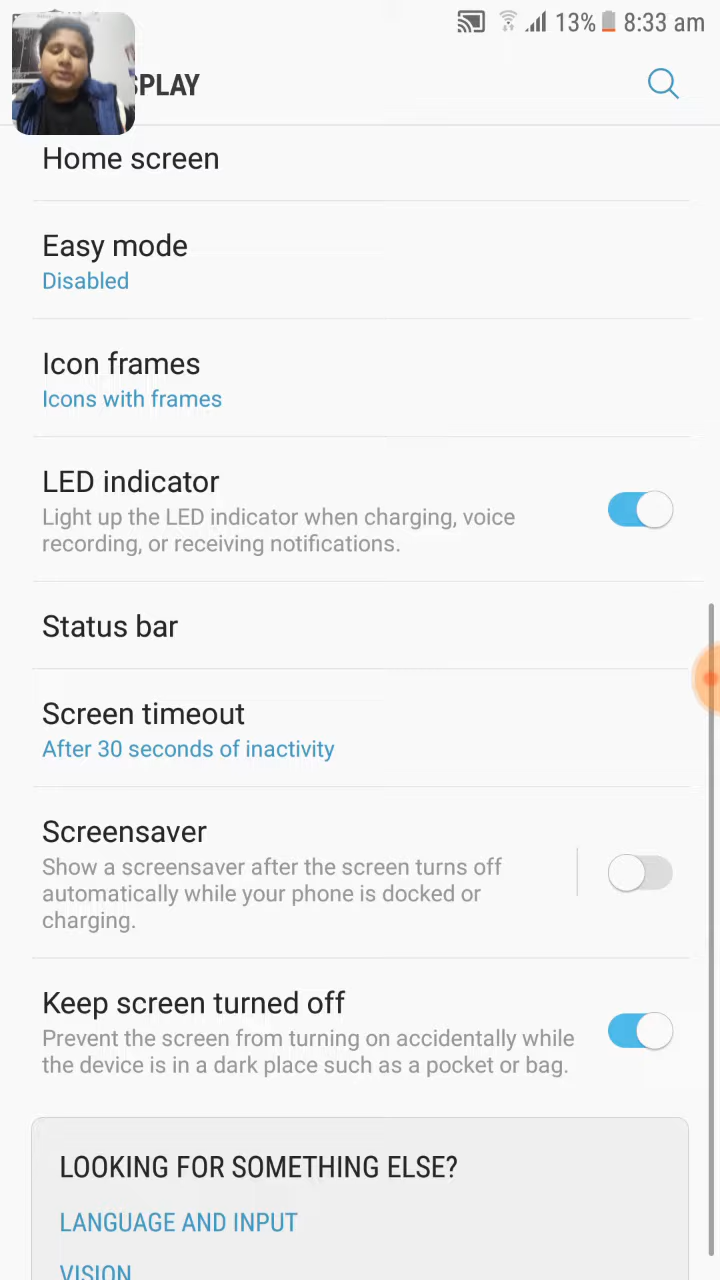 13% 8:33 am
SPLAY
Home screen
Easy mode
Disabled
Icon frames
Icons with frames
LED indicator
Light up the LED indicator when charging, voice
recording, or receiving notifications.
Status bar
Screen timeout
After 30 seconds of inactivity
Screensaver
Show a screensaver after the screen turns off
automatically while your phone is docked or
charging.
Keep screen turned off
Prevent the screen from turning on accidentally while
the device is in a dark place such as a pocket or bag.
LOOKING FOR SOMETHING ELSE?
LANGUAGE AND INPUT
VISION